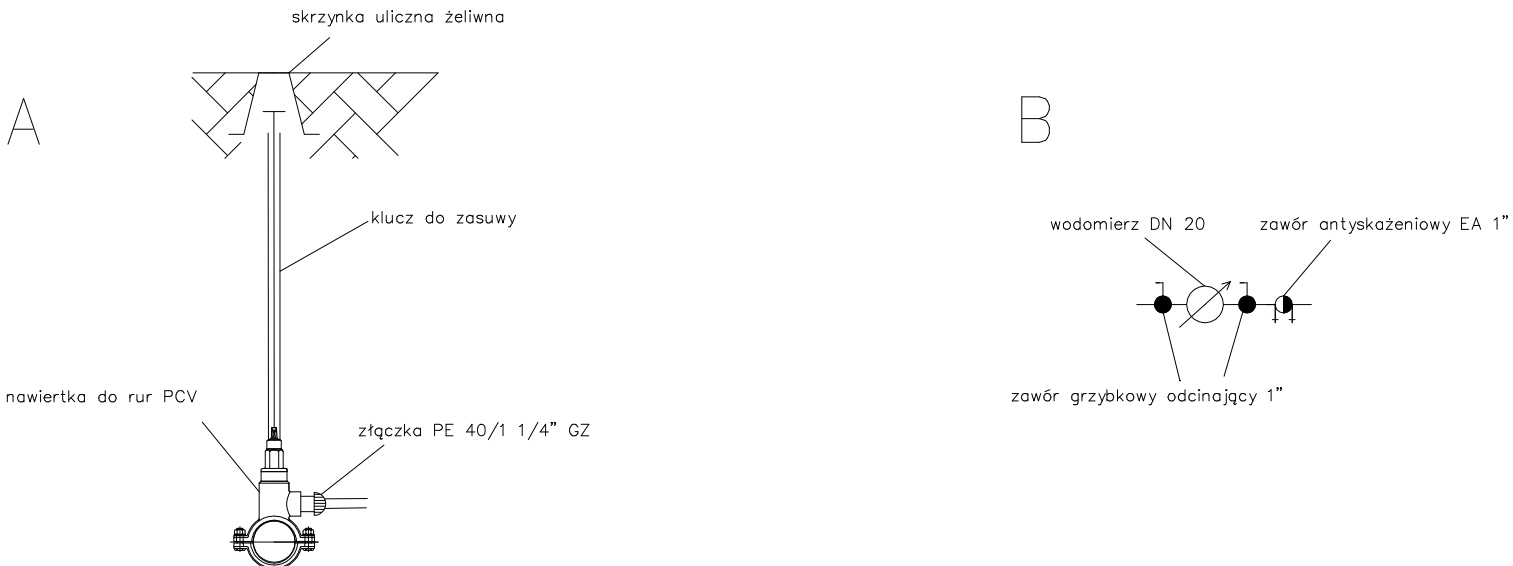 skrzynka uliczna żeliwna
A
B
klucz do zasuwy
wodomierz DN 20
zawór antyskażeniowy EA 1"
nawiertka do rur PCV
zawór grzybkowy odcinający 1"
złączka PE 40/1 1/4" GZ